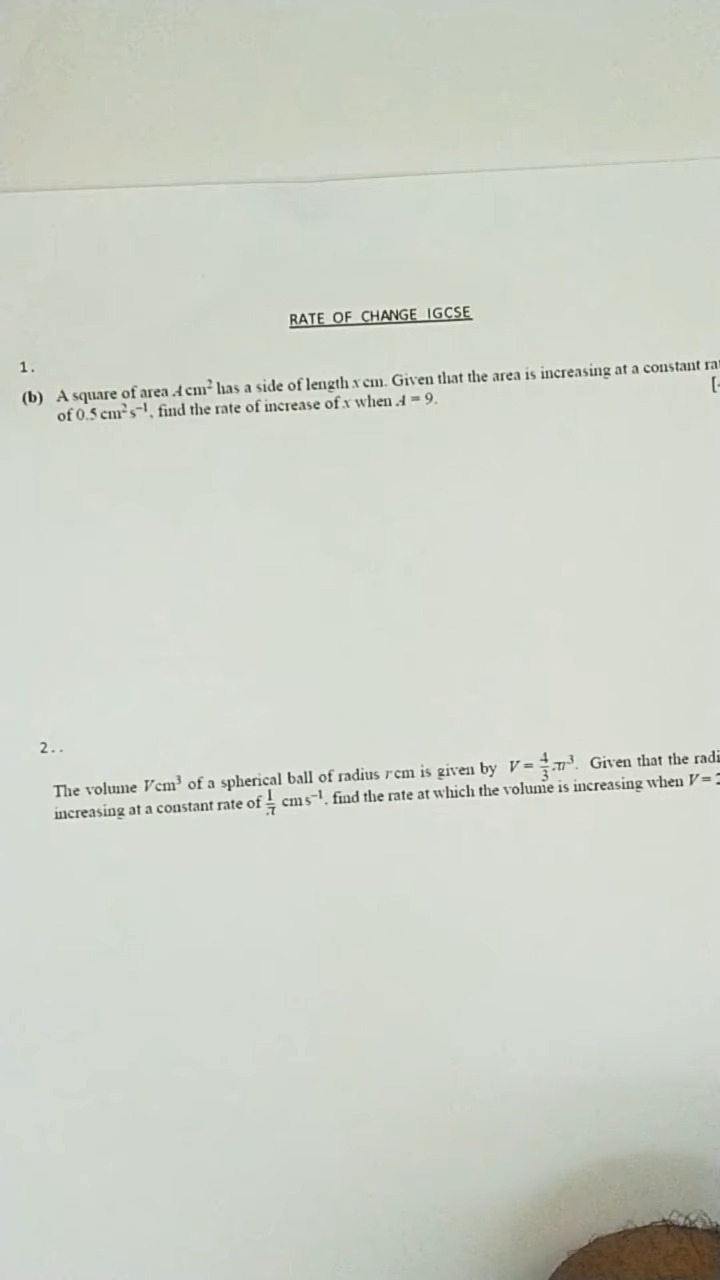 RATE OF CHANGE IGCSE
1.
(b) A square of area A cm² has a side of length x cm. Given that the area is increasing at a constant
of 0.5 cm² s⁻¹, find the rate of increase of x when A = 9.
2..
The volume V cm³ of a spherical ball of radius r cm is given by V = 4/3 πr³. Given that the
increasing at a constant rate of 1/π cm s⁻¹, find the rate at which the volume is increasing when V =